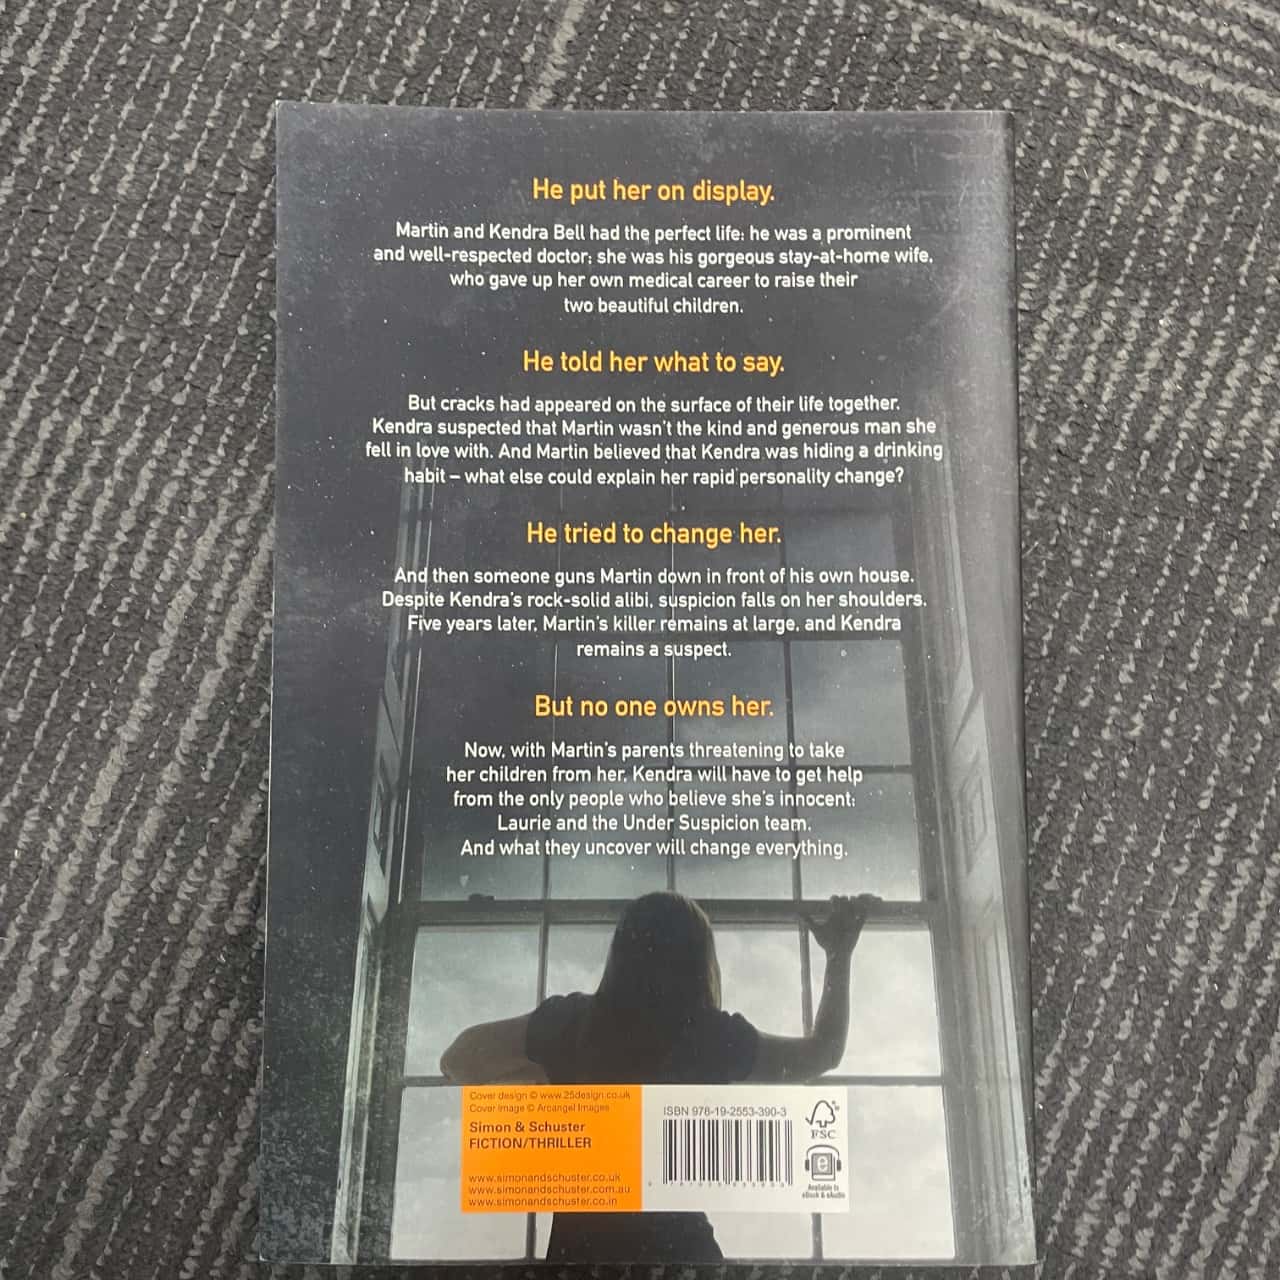 He put her on display.
Martin and Kendra Bell had the perfect life: he was a prominent
and well-respected doctor; she was his gorgeous stay-at-home wife,
who gave up her own medical career to raise their
two beautiful children.
He told her what to say.
But cracks had appeared on the surface of their life together.
Kendra suspected that Martin wasn't the kind and generous man she
fell in love with. And Martin believed that Kendra was hiding a drinking
habit – what else could explain her rapid personality change?
He tried to change her.
And then someone guns Martin down in front of his own house.
Despite Kendra's rock-solid alibi, suspicion falls on her shoulders.
Five years later, Martin's killer remains at large, and Kendra
remains a suspect.
But no one owns her.
Now, with Martin's parents threatening to take
her children from her, Kendra will have to get help
from the only people who believe she's innocent:
Laurie and the Under Suspicion team.
And what they uncover will change everything.
Cover design © www.25design.co.uk
Cover image © Arcangel Images
Simon & Schuster
FICTION/THRILLER
www.simonandschuster.co.uk
www.simonandschuster.com.au
www.simonandschuster.co.in
ISBN 978-19-2553-390-3
FSC
e
Available in
eBook & eAudio